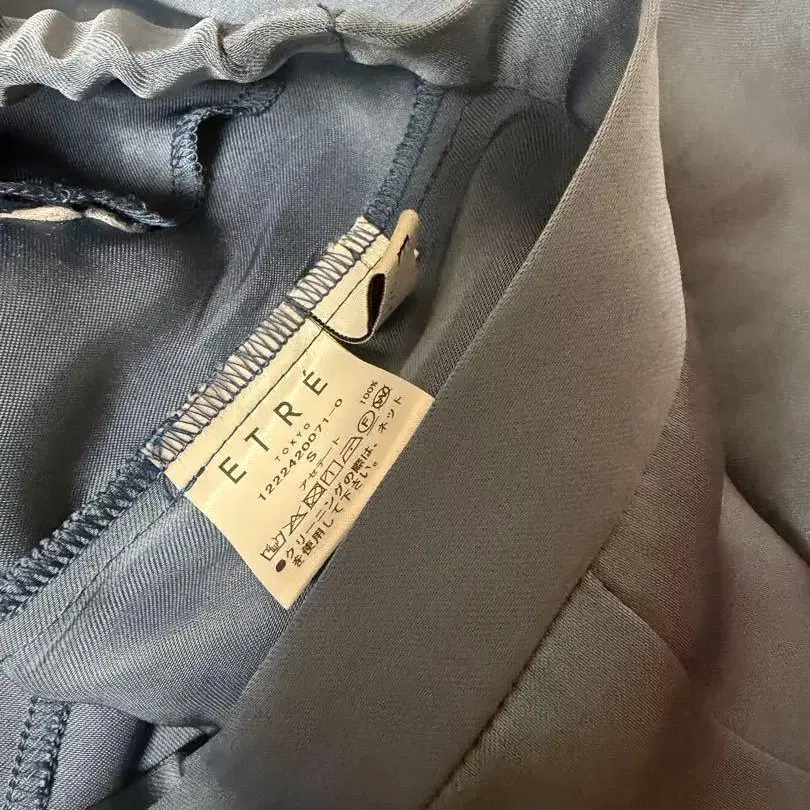 ETRÉ
TOKYO
S
1222420071-0
アセテート 100%
F W
●クリーニングの際は、ネット
を使用して下さい。